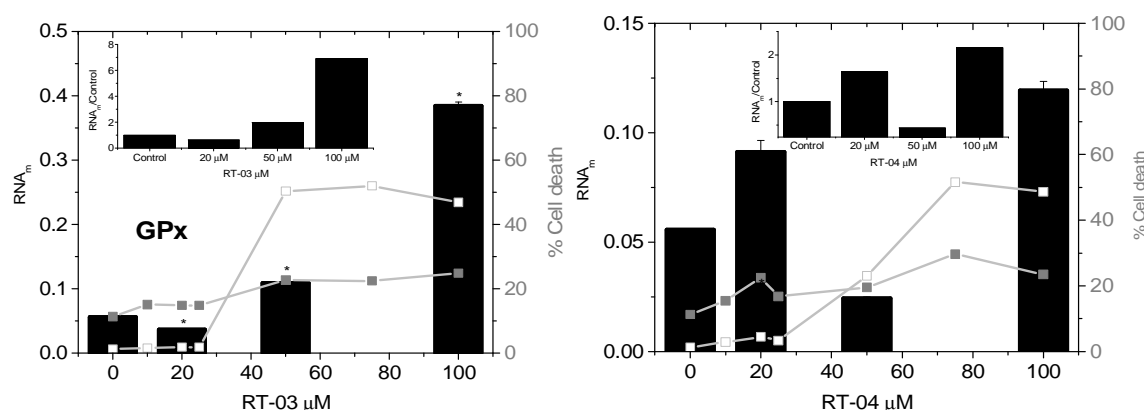 0.5
0.4
0.3
0.2
0.1
0.0
RNAm
0 20 40 60 80 100
RT-03 μM
100
80
60
40
20
0
% Cell death
GPx
*
*
*
8
6
4
2
0
RNAm/Control
Control 20 μM 50 μM 100 μM
RT-03 μM
0.15
0.10
0.05
0.00
RNAm
0 20 40 60 80 100
RT-04 μM
100
80
60
40
20
0
% Cell death
2
1
RNAm/Control
Control 20 μM 50 μM 100 μM
RT-04 μM